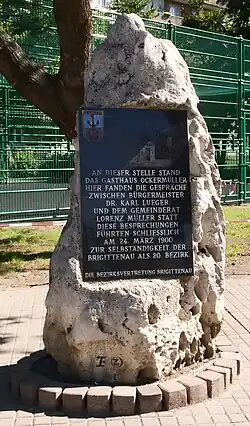 AN DIESER STELLE STAND
DAS GASTHAUS OCKERMÜLLER
HIER FANDEN DIE GESPRÄCHE
ZWISCHEN BÜRGERMEISTER
DR. KARL LUEGER
UND DEM GEMEINDERAT
LORENZ MÜLLER STATT
DIESE BESPRECHUNGEN
FÜHRTEN SCHLIESSLICH
AM 24. MÄRZ 1900
ZUR SELBSTÄNDIGKEIT DER
BRIGITTENAU ALS 20. BEZIRK
DIE BEZIRKSVERTRETUNG BRIGITTENAU